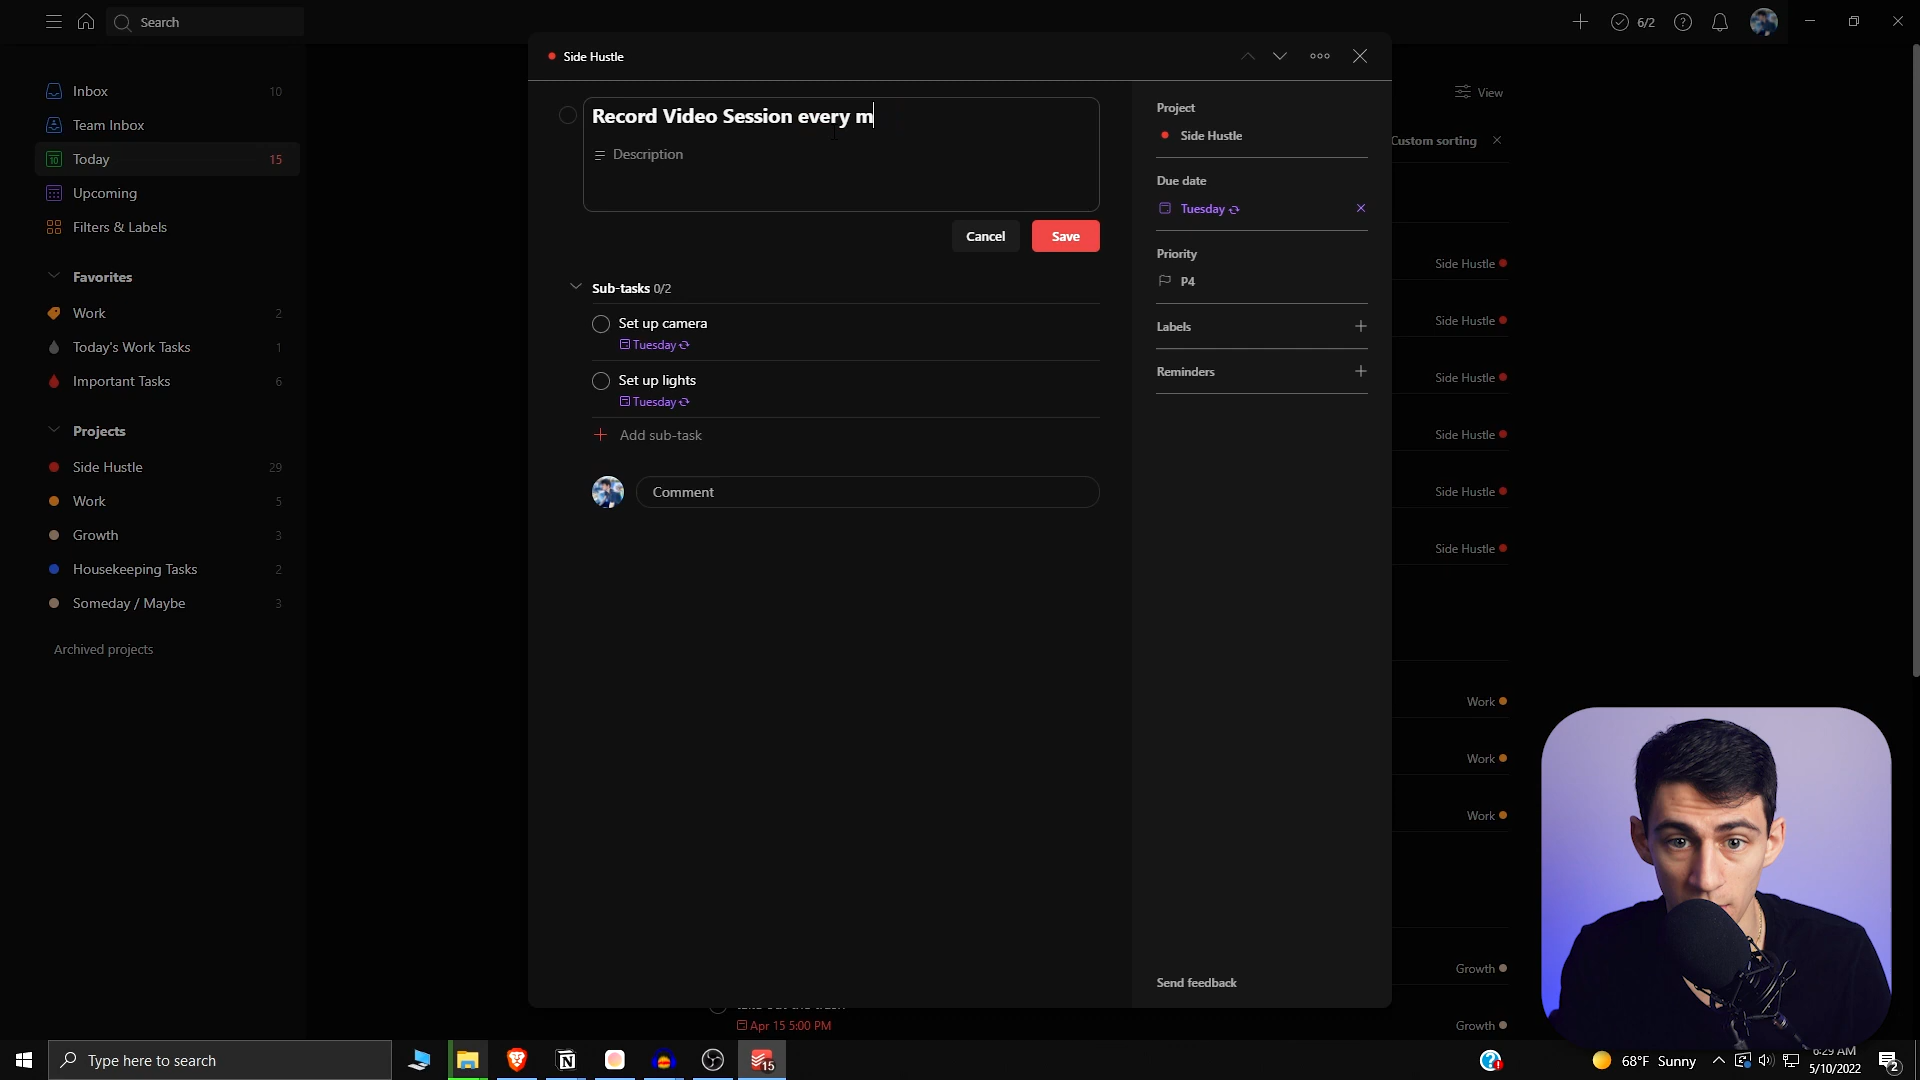 Search
6/2
Inbox 10
Team Inbox
Today 15
Upcoming
Filters & Labels
Favorites
Work 2
Today's Work Tasks 1
Important Tasks 6
Projects
Side Hustle 29
Work 5
Growth 3
Housekeeping Tasks 2
Someday / Maybe 3
Archived projects
Side Hustle
Record Video Session every m
Description
Cancel
Save
Sub-tasks 0/2
Set up camera
Tuesday
Set up lights
Tuesday
Add sub-task
Comment
Project
Side Hustle
Due date
Tuesday
Priority
P4
Labels
Reminders
Send feedback
View
Custom sorting
Side Hustle
Side Hustle
Side Hustle
Side Hustle
Side Hustle
Side Hustle
Work
Work
Work
Growth
Apr 15 5:00 PM
Growth
Type here to search
15
68°F Sunny
6:29 AM
5/10/2022
2